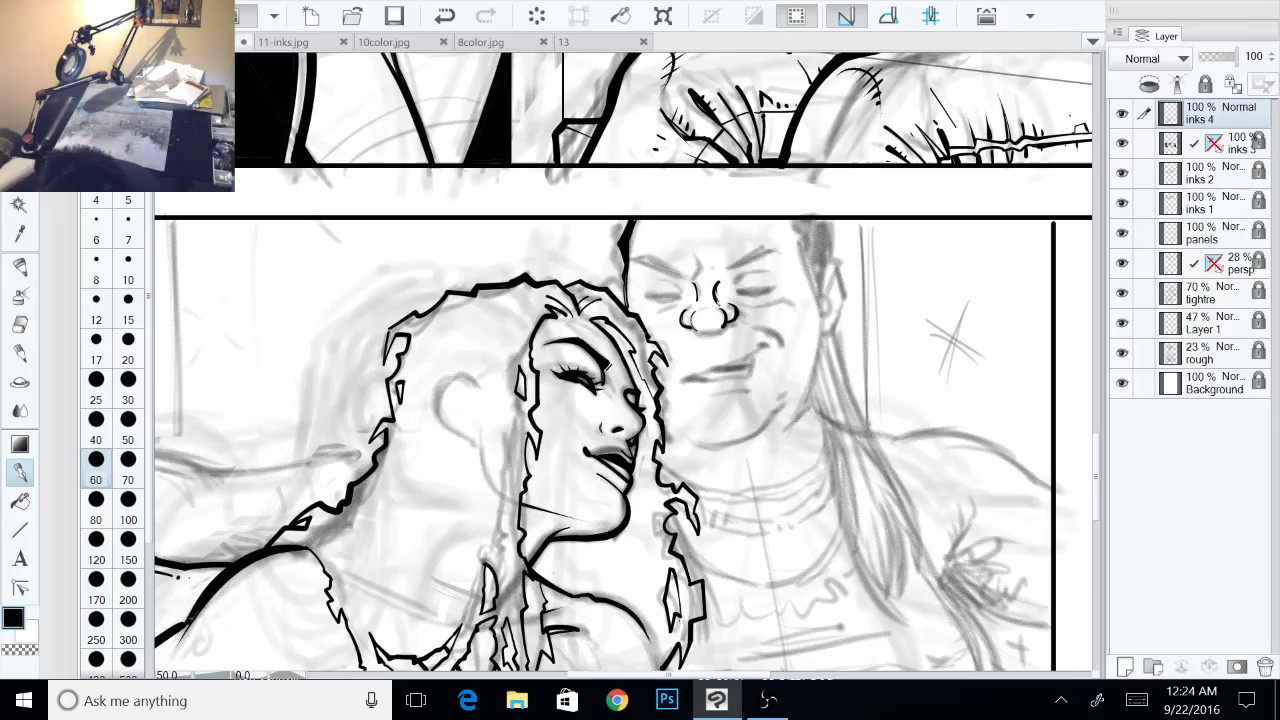 11-inks.jpg
10color.jpg
8color.jpg
13
Layer
Normal
100
100 % Normal
inks 4
100 %
inks 3
100 % Nor...
inks 2
100 % Nor...
inks 1
100 % Nor...
panels
28 %
persp
70 % Nor...
tightre
47 % Nor...
Layer 1
23 % Nor...
rough
100 % Nor...
Background
4 5
6 7
8 10
12 15
17 20
25 30
40 50
60 70
80 100
120 150
170 200
250 300
50.0
0.0
Ask me anything
12:24 AM
9/22/2016